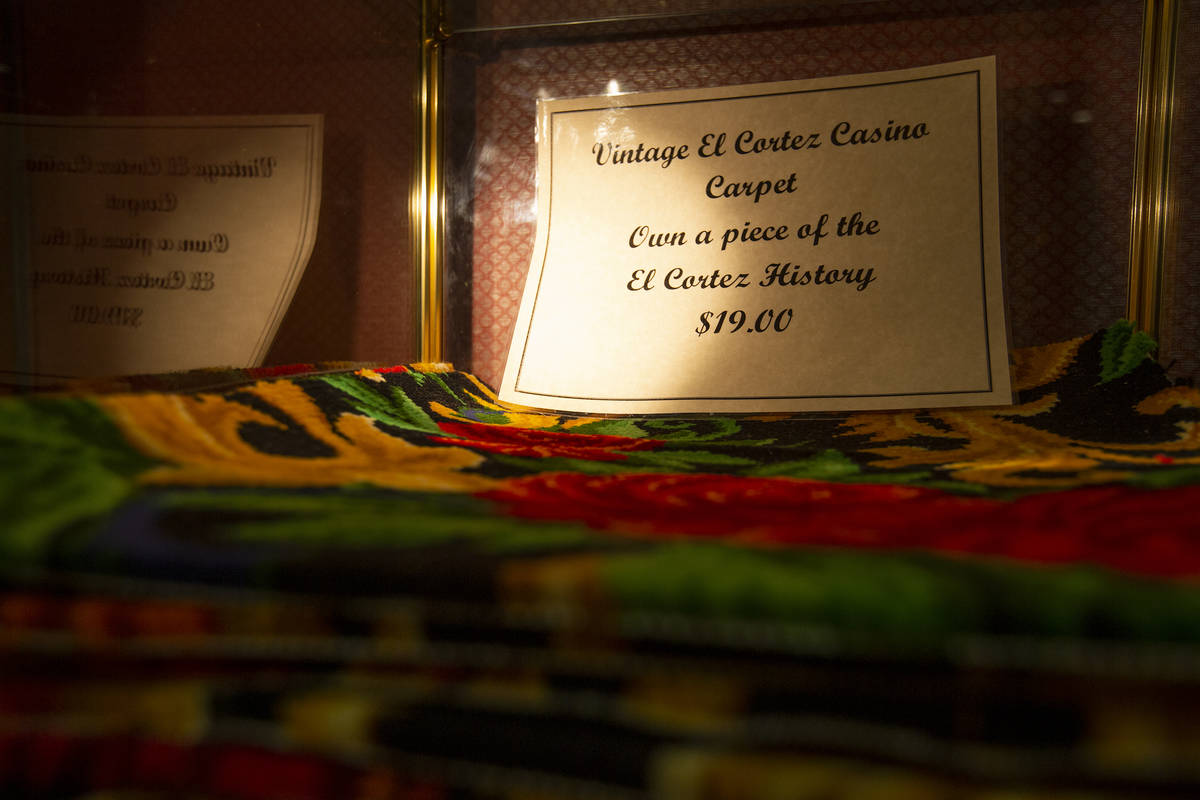 Vintage El Cortez Casino
Carpet
Own a piece of the
El Cortez History
$19.00